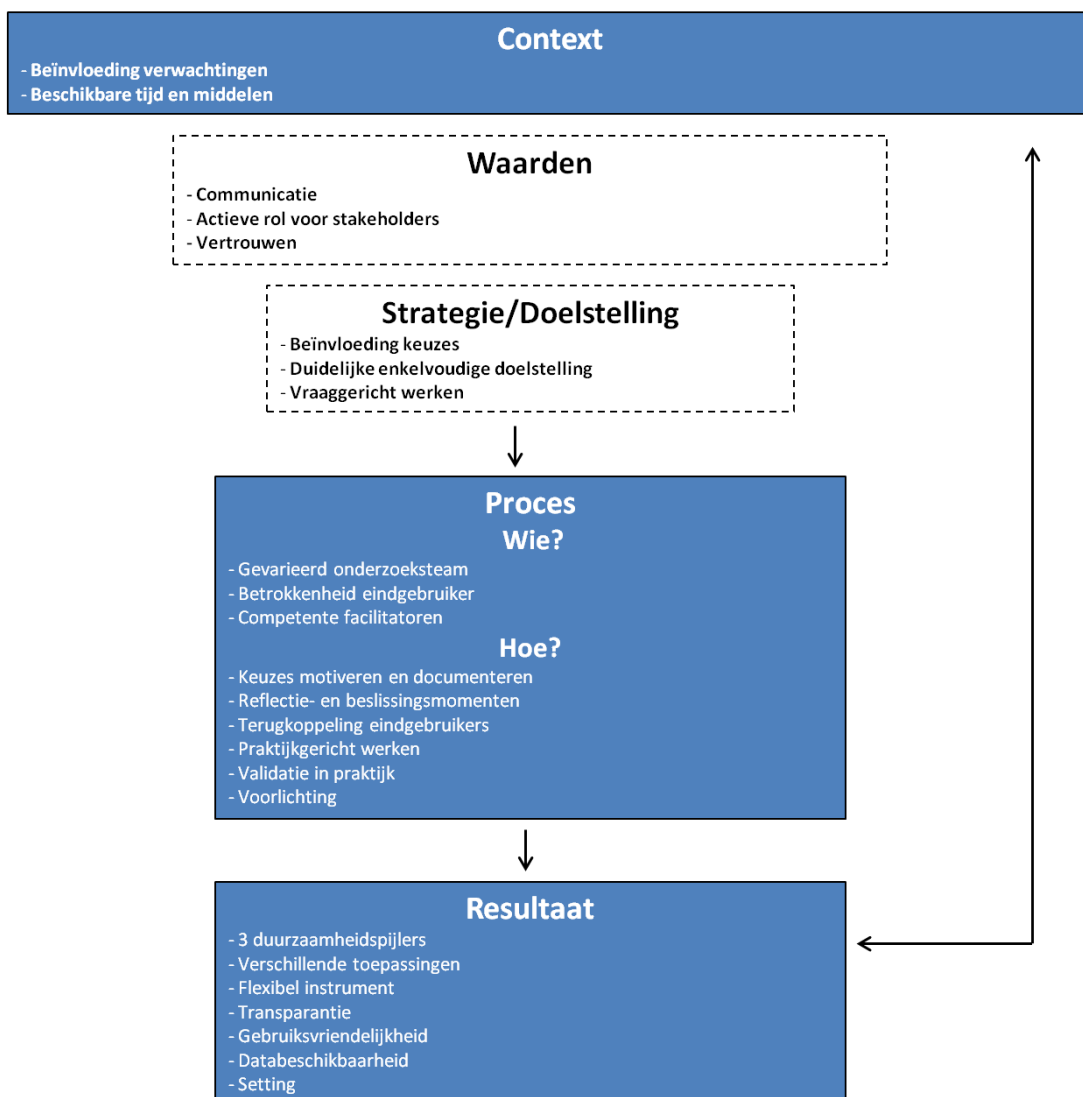 Context
- Beïnvloeding verwachtingen
- Beschikbare tijd en middelen
Waarden
- Communicatie
- Actieve rol voor stakeholders
- Vertrouwen
Strategie/Doelstelling
- Beïnvloeding keuzes
- Duidelijke enkelvoudige doelstelling
- Vraaggericht werken
Proces
Wie?
- Gevarieerd onderzoeksteam
- Betrokkenheid eindgebruiker
- Competente facilitatoren
Hoe?
- Keuzes motiveren en documenteren
- Reflectie- en beslissingsmomenten
- Terugkoppeling eindgebruikers
- Praktijkgericht werken
- Validatie in praktijk
- Voorlichting
Resultaat
- 3 duurzaamheidspijlers
- Verschillende toepassingen
- Flexibel instrument
- Transparantie
- Gebruiksvriendelijkheid
- Databeschikbaarheid
- Setting